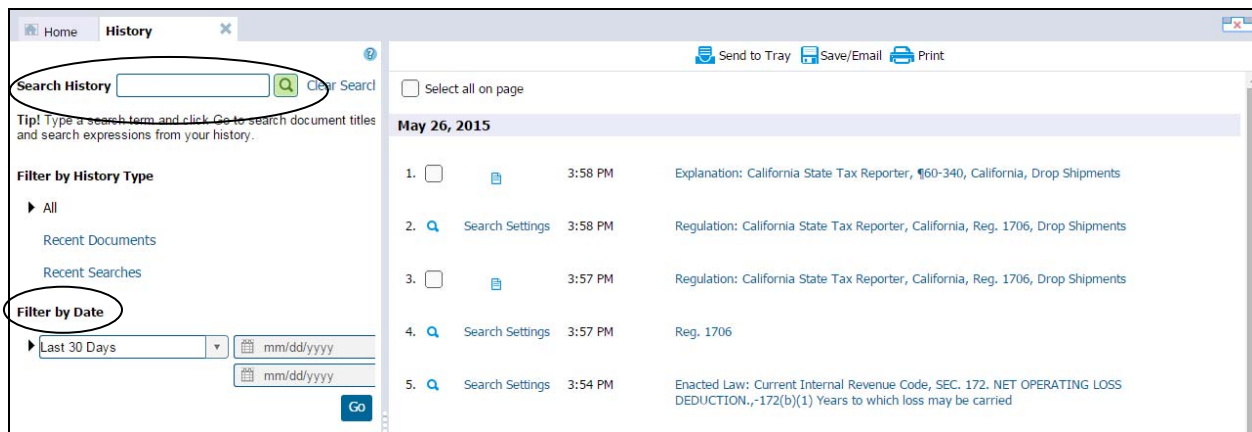 Home History
Search History Clear Search
Tip! Type a search term and click Go to search document titles
and search expressions from your history.
Filter by History Type
All
Recent Documents
Recent Searches
Filter by Date
Last 30 Days mm/dd/yyyy
mm/dd/yyyy
Go
Send to Tray Save/Email Print
Select all on page
May 26, 2015
1. 3:58 PM Explanation: California State Tax Reporter, ¶60-340, California, Drop Shipments
2. Search Settings 3:58 PM Regulation: California State Tax Reporter, California, Reg. 1706, Drop Shipments
3. 3:57 PM Regulation: California State Tax Reporter, California, Reg. 1706, Drop Shipments
4. Search Settings 3:57 PM Reg. 1706
5. Search Settings 3:54 PM Enacted Law: Current Internal Revenue Code, SEC. 172. NET OPERATING LOSS
DEDUCTION.,-172(b)(1) Years to which loss may be carried